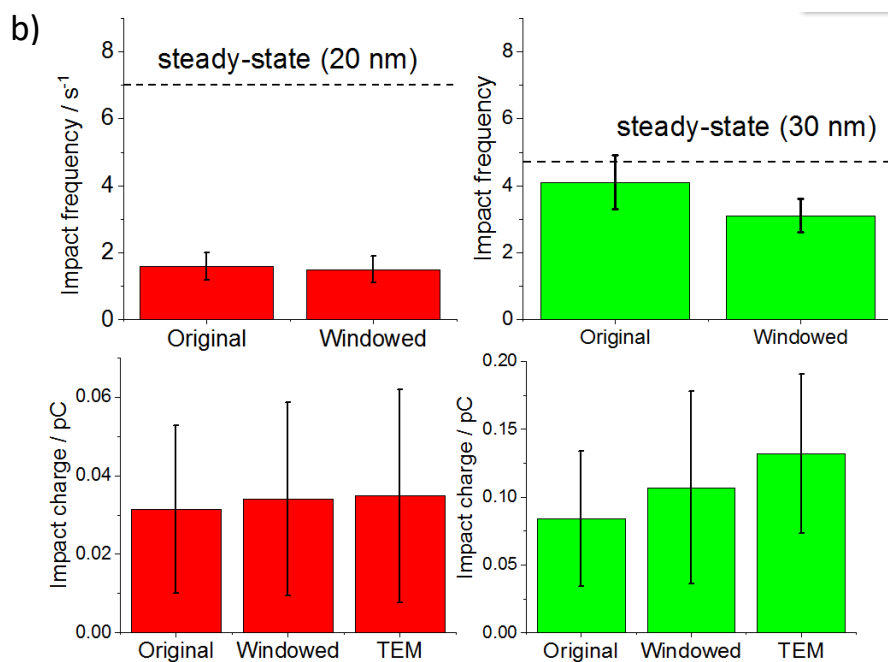 b)
steady-state (20 nm)
Impact frequency / s⁻¹
8
6
4
2
0
Original Windowed
steady-state (30 nm)
Impact frequency
8
6
4
2
0
Original Windowed
Impact charge / pC
0.06
0.04
0.02
0.00
Original Windowed TEM
Impact charge / pC
0.20
0.15
0.10
0.05
0.00
Original Windowed TEM